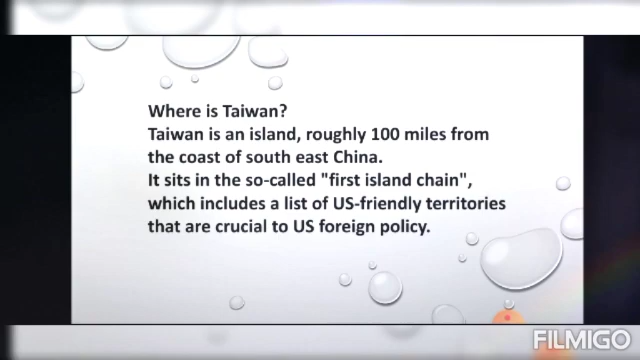 Where is Taiwan?
Taiwan is an island, roughly 100 miles from
the coast of south east China.
It sits in the so-called "first island chain",
which includes a list of US-friendly territories
that are crucial to US foreign policy.
FILMIGO